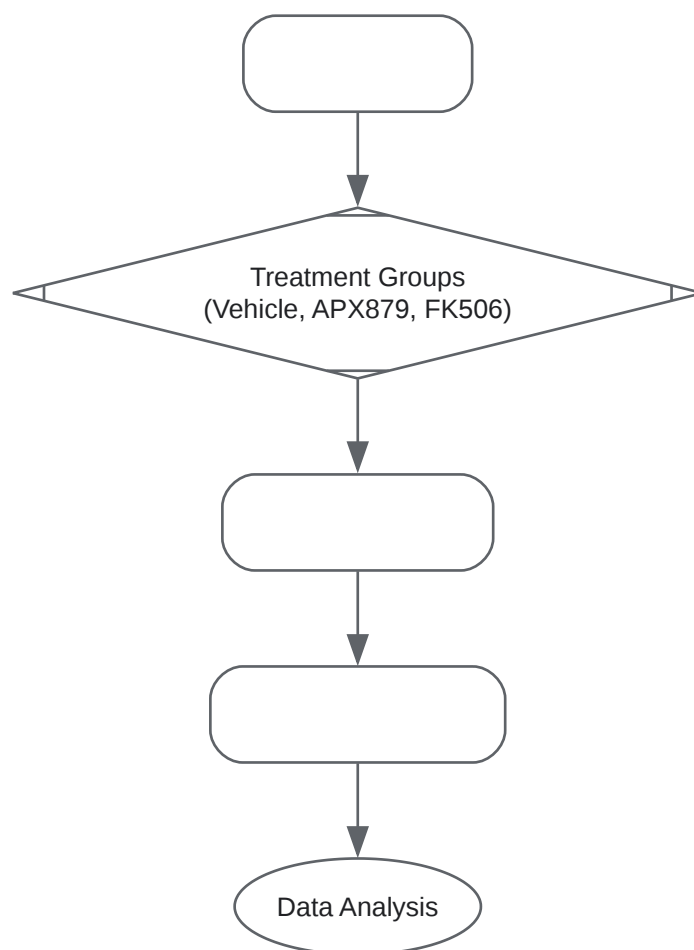 Treatment Groups
(Vehicle, APX879, FK506)
Data Analysis